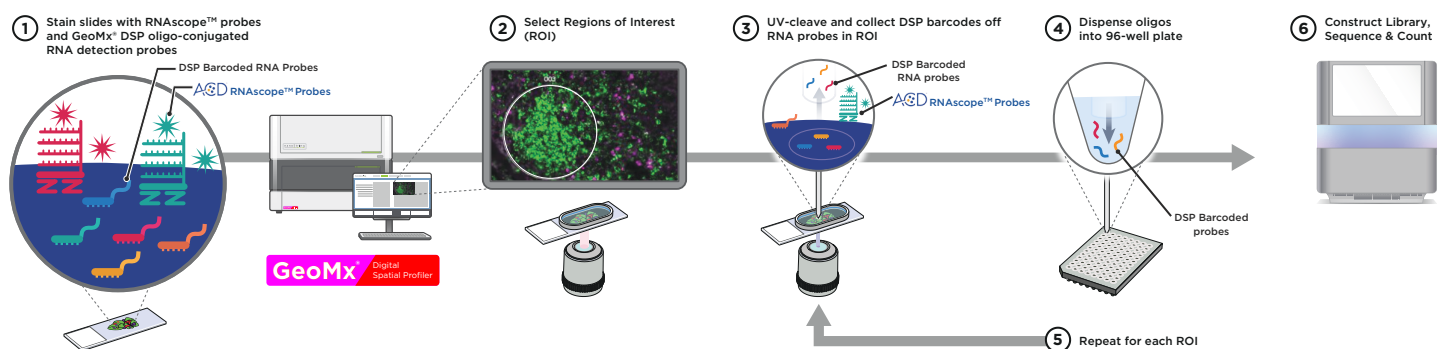 1
Stain slides with RNAscope™ probes
and GeoMx® DSP oligo-conjugated
RNA detection probes
DSP Barcoded RNA Probes
ACD RNAscope™ Probes
GeoMx®
Digital
Spatial Profiler
2
Select Regions of Interest
(ROI)
003
3
UV-cleave and collect DSP barcodes off
RNA probes in ROI
DSP Barcoded
RNA probes
ACD RNAscope™ Probes
4
Dispense oligos
into 96-well plate
DSP Barcoded
probes
5
Repeat for each ROI
6
Construct Library,
Sequence & Count